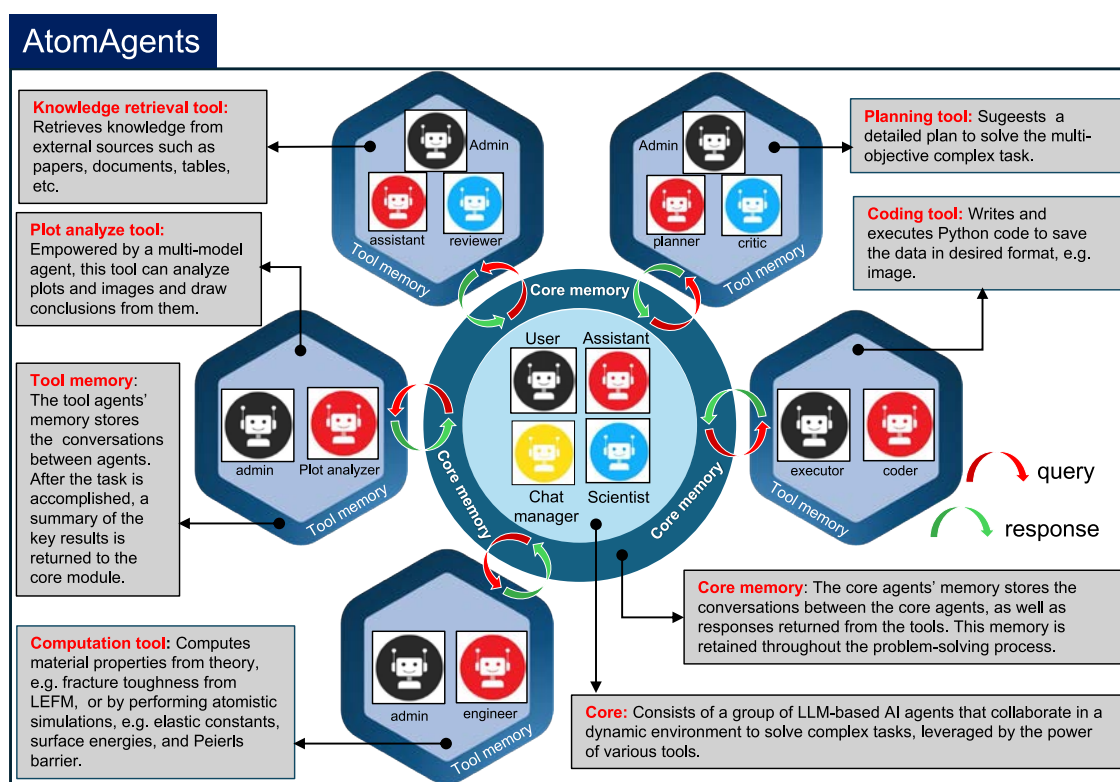 AtomAgents
Knowledge retrieval tool:
Retrieves knowledge from
external sources such as
papers, documents, tables,
etc.
Admin
assistant
reviewer
Tool memory
Admin
planner
critic
Tool memory
Planning tool: Sugeests a
detailed plan to solve the multi-
objective complex task.
Plot analyze tool:
Empowered by a multi-model
agent, this tool can analyze
plots and images and draw
conclusions from them.
Coding tool: Writes and
executes Python code to save
the data in desired format, e.g.
image.
Core memory
User
Assistant
Chat
manager
Scientist
Core memory
Core memory
Tool memory:
The tool agents’
memory stores
the conversations
between agents.
After the task is
accomplished, a
summary of the
key results is
returned to the
core module.
admin
Plot analyzer
Tool memory
executor
coder
Tool memory
query
response
Core memory: The core agents’ memory stores the
conversations between the core agents, as well as
responses returned from the tools. This memory is
retained throughout the problem-solving process.
Computation tool: Computes
material properties from theory,
e.g. fracture toughness from
LEFM, or by performing atomistic
simulations, e.g. elastic constants,
surface energies, and Peierls
barrier.
admin
engineer
Tool memory
Core: Consists of a group of LLM-based AI agents that collaborate in a
dynamic environment to solve complex tasks, leveraged by the power
of various tools.